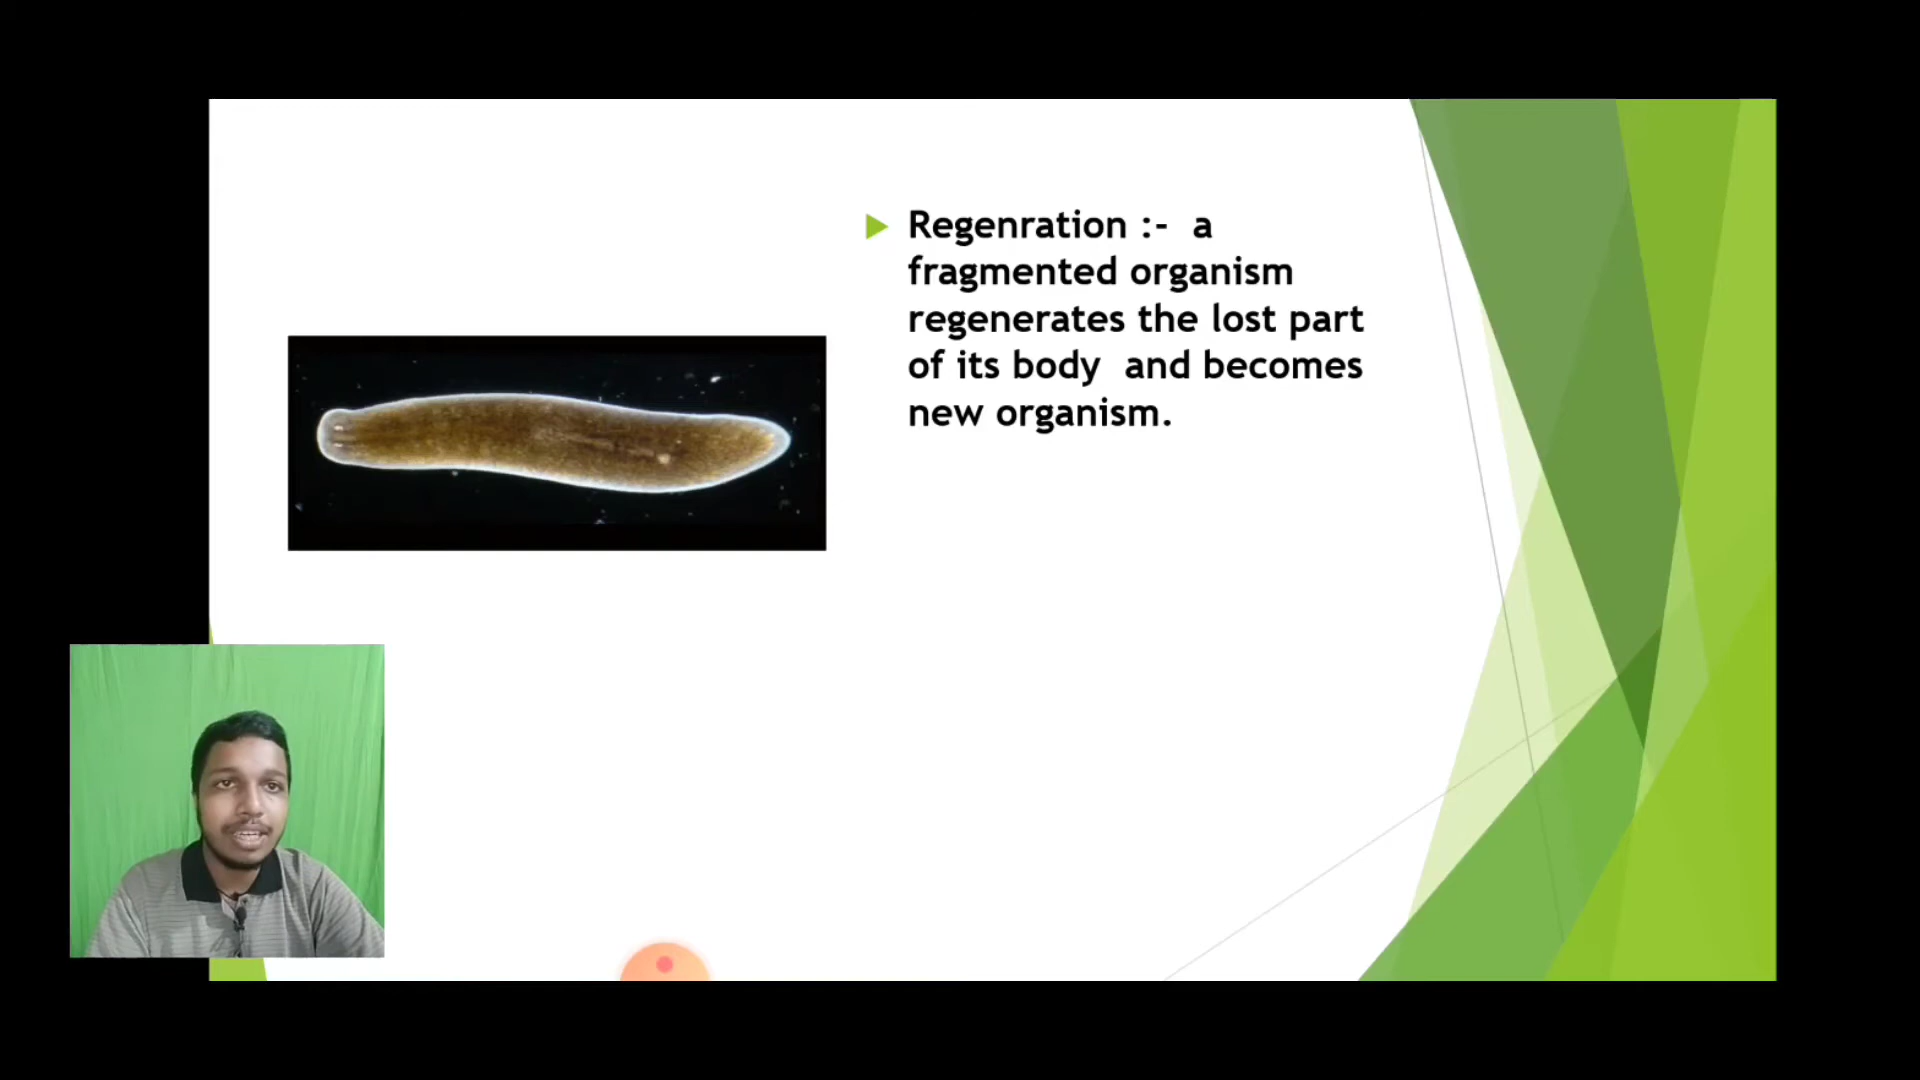 Regenration :-  a
fragmented organism
regenerates the lost part
of its body  and becomes
new organism.